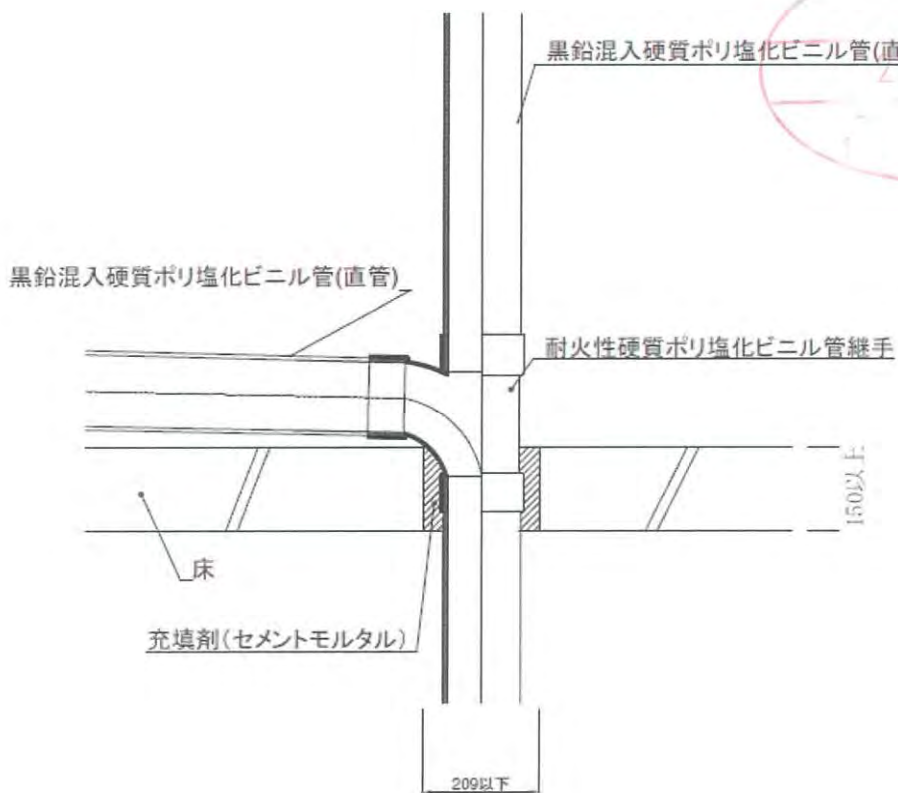 黒鉛混入硬質ポリ塩化ビニル管(直
黒鉛混入硬質ポリ塩化ビニル管(直管)
耐火性硬質ポリ塩化ビニル管継手
150以上
床
充填剤(セメントモルタル)
209以下